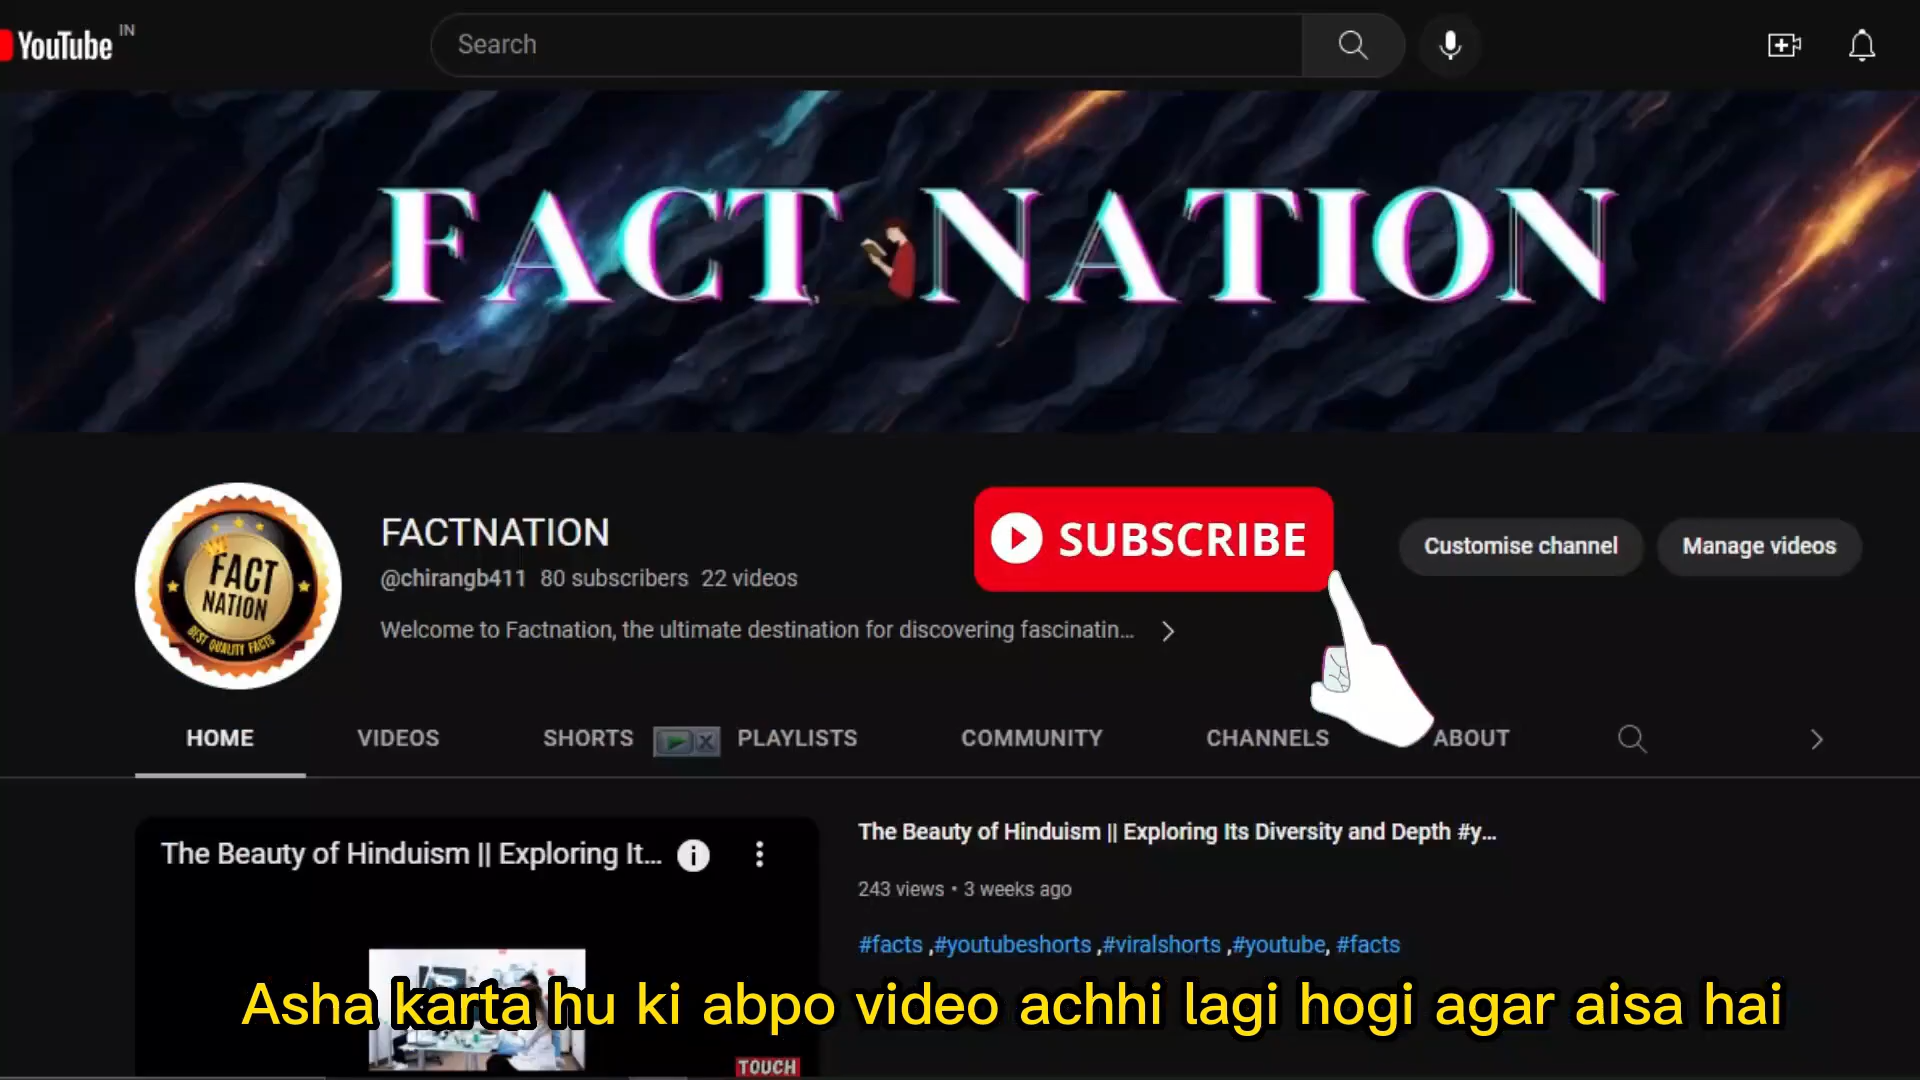 YouTube IN
Search
FACT NATION
FACT
NATION
BEST QUALITY FACTS
FACTNATION
@chirangb411 80 subscribers 22 videos
Welcome to Factnation, the ultimate destination for discovering fascinatin...
SUBSCRIBE
Customise channel
Manage videos
HOME
VIDEOS
SHORTS
PLAYLISTS
COMMUNITY
CHANNELS
ABOUT
The Beauty of Hinduism || Exploring It...
The Beauty of Hinduism || Exploring Its Diversity and Depth #y...
243 views • 3 weeks ago
#facts ,#youtubeshorts ,#viralshorts ,#youtube, #facts
Asha karta hu ki abpo video achhi lagi hogi agar aisa hai
TOUCH